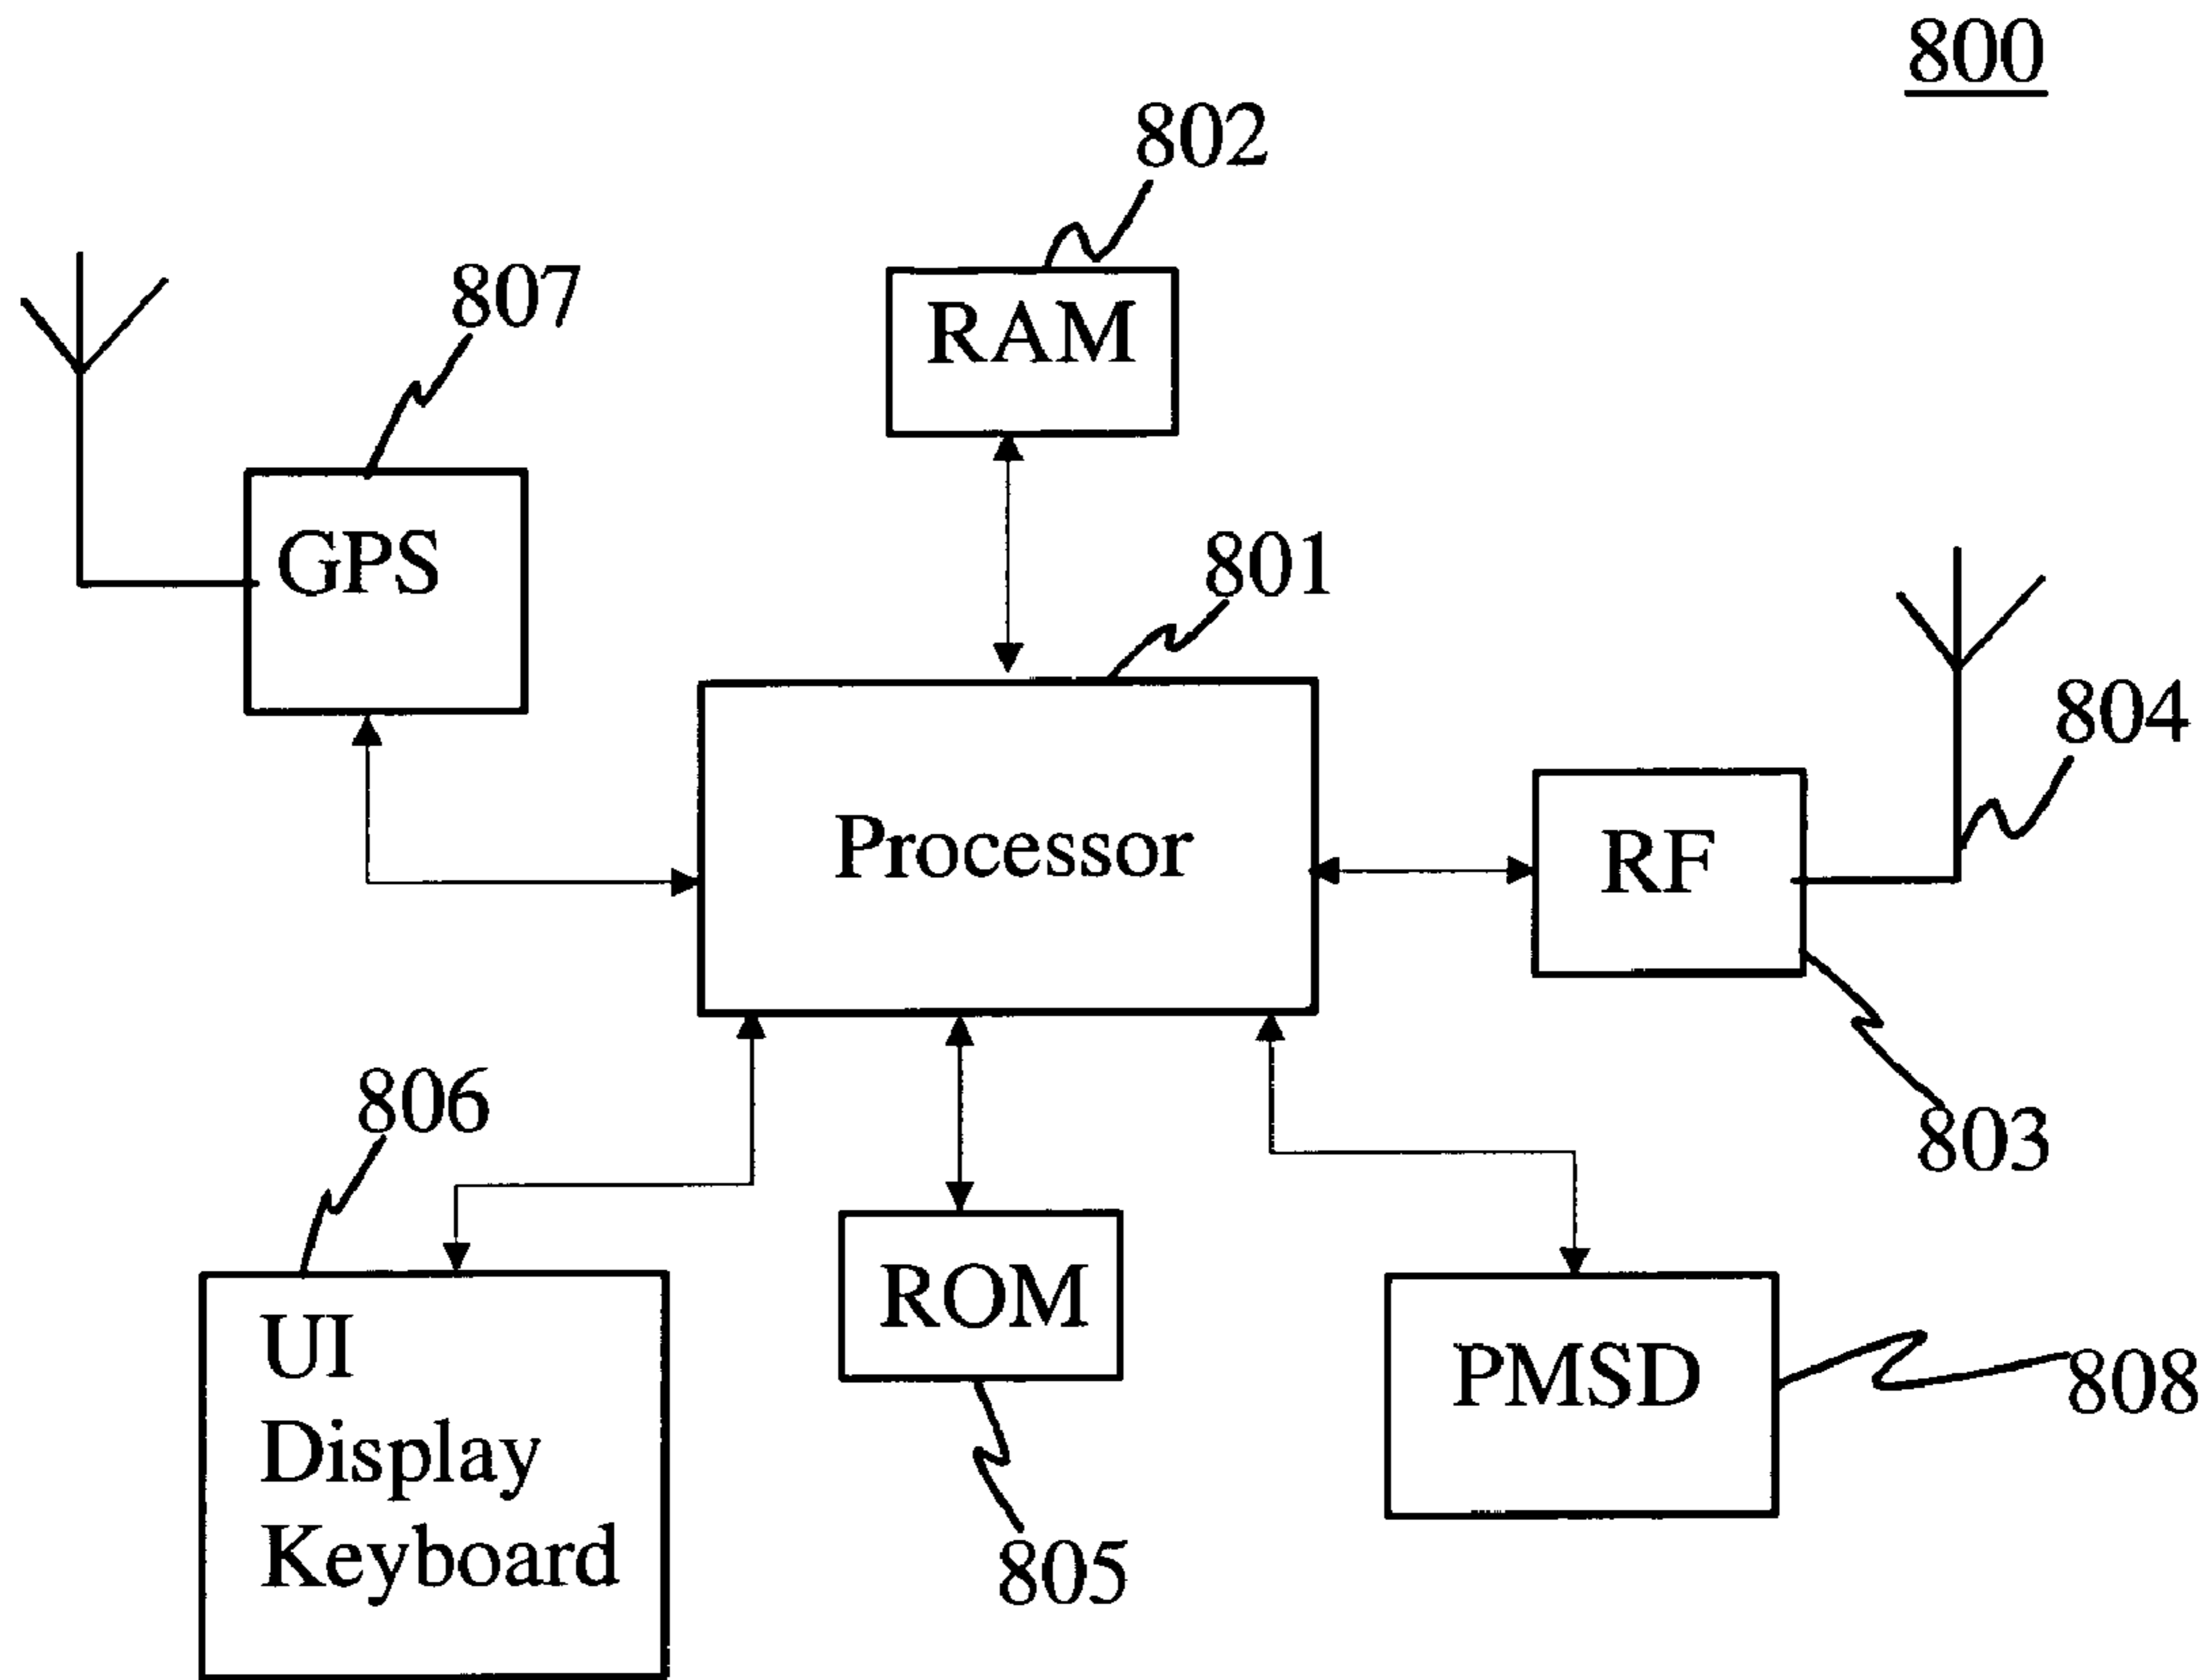 800
802
807
RAM
GPS
801
804
Processor
RF
806
803
UI
Display
Keyboard
ROM
PMSD
808
805